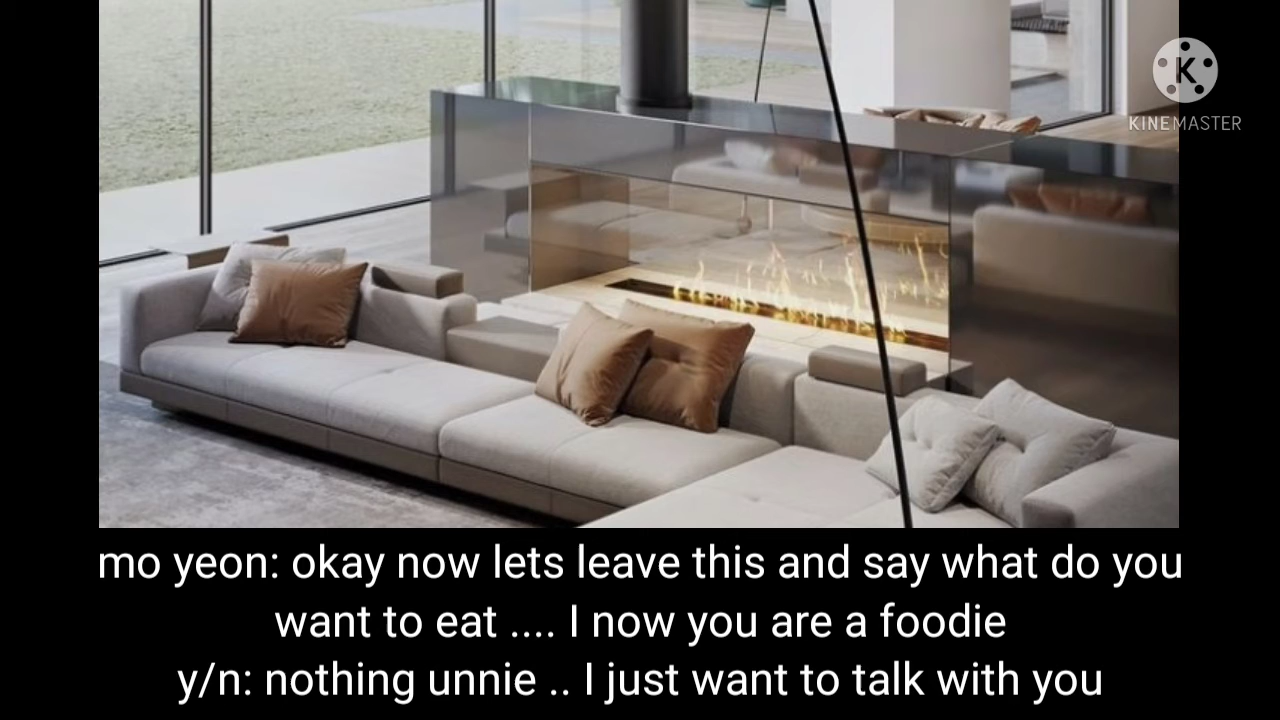 K
KINEMASTER
mo yeon: okay now lets leave this and say what do you
want to eat .... I now you are a foodie
y/n: nothing unnie .. I just want to talk with you